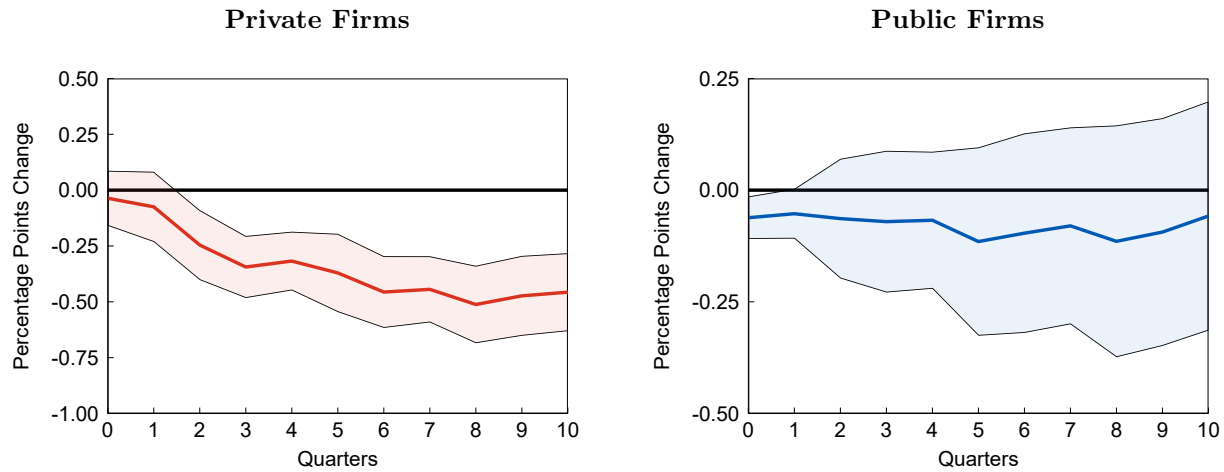 Private Firms
Percentage Points Change
0.50
0.25
0.00
-0.25
-0.50
-0.75
-1.00
0 1 2 3 4 5 6 7 8 9 10
Quarters
Public Firms
Percentage Points Change
0.25
0.00
-0.25
-0.50
0 1 2 3 4 5 6 7 8 9 10
Quarters